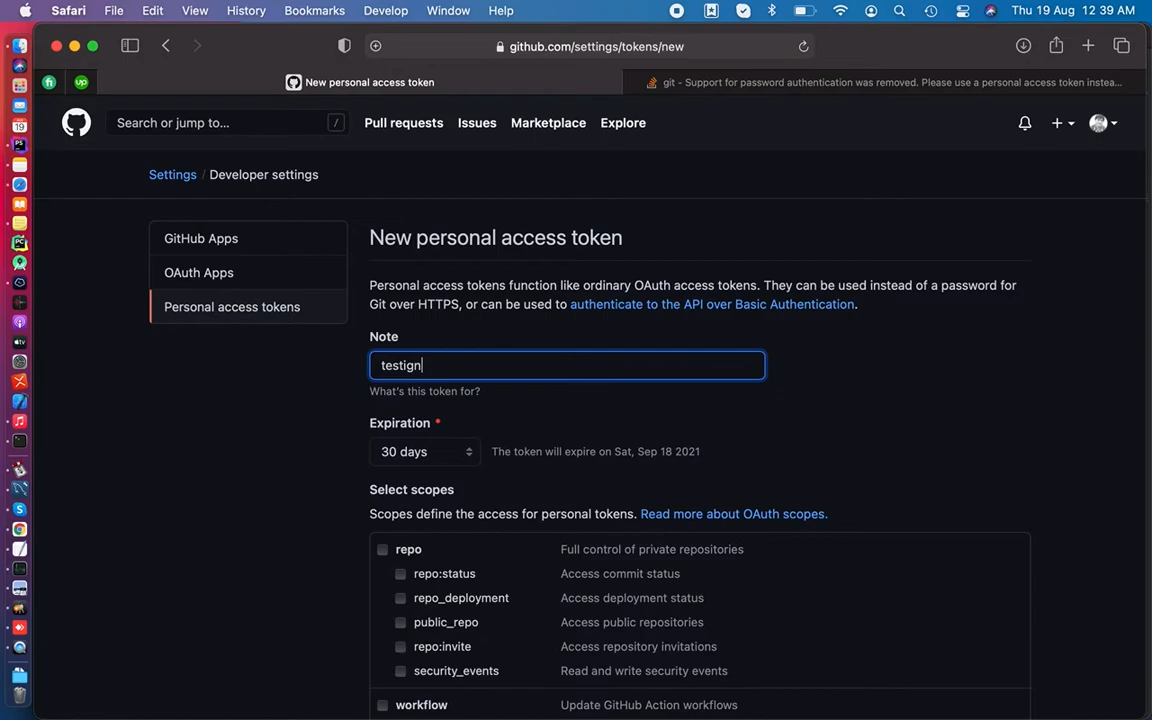 Safari File Edit View History Bookmarks Develop Window Help Thu 19 Aug 12:39 AM
github.com/settings/tokens/new
fi up New personal access token git - Support for password authentication was removed. Please use a personal access token instea...
Search or jump to... / Pull requests Issues Marketplace Explore
Settings / Developer settings
GitHub Apps
OAuth Apps
Personal access tokens
New personal access token
Personal access tokens function like ordinary OAuth access tokens. They can be used instead of a password for
Git over HTTPS, or can be used to authenticate to the API over Basic Authentication.
Note
testign
What's this token for?
Expiration *
30 days The token will expire on Sat, Sep 18 2021
Select scopes
Scopes define the access for personal tokens. Read more about OAuth scopes.
repo Full control of private repositories
repo:status Access commit status
repo_deployment Access deployment status
public_repo Access public repositories
repo:invite Access repository invitations
security_events Read and write security events
workflow Update GitHub Action workflows